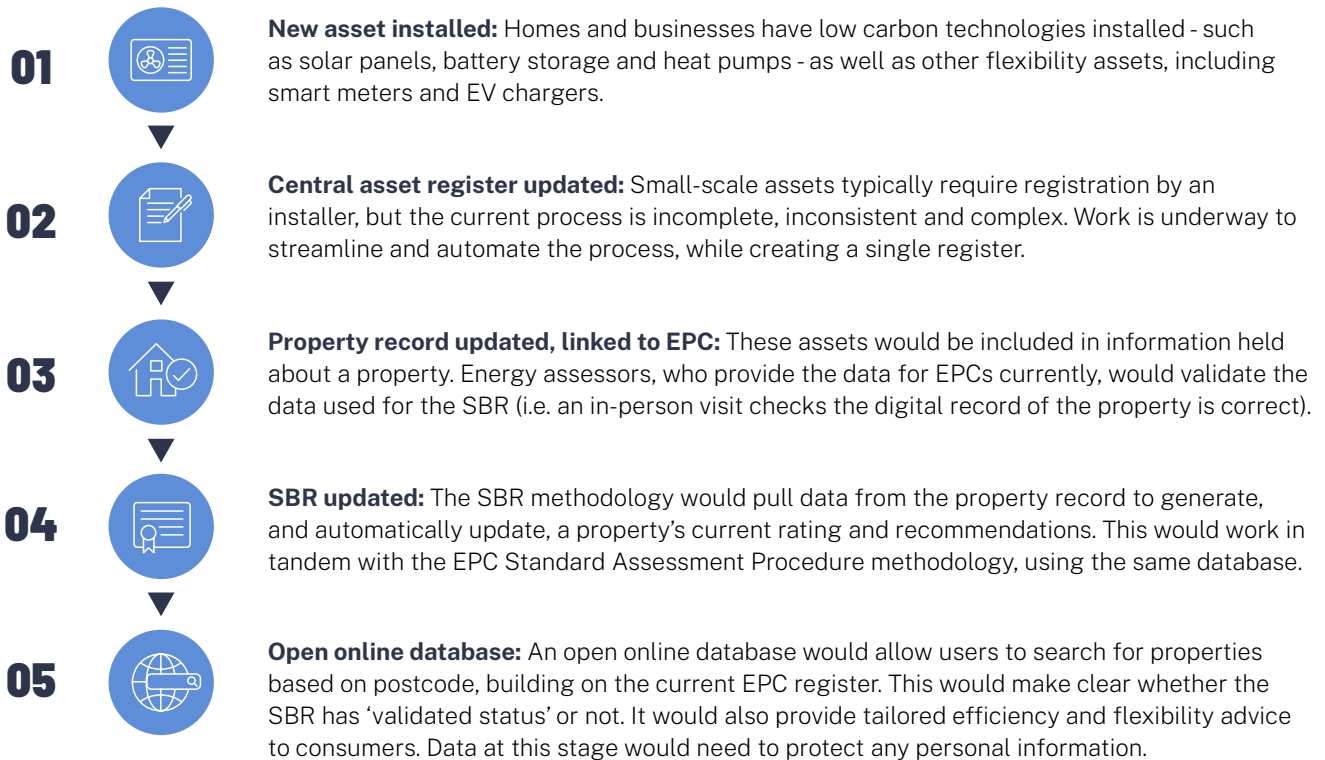 01
New asset installed: Homes and businesses have low carbon technologies installed - such
as solar panels, battery storage and heat pumps - as well as other flexibility assets, including
smart meters and EV chargers.
02
Central asset register updated: Small-scale assets typically require registration by an
installer, but the current process is incomplete, inconsistent and complex. Work is underway to
streamline and automate the process, while creating a single register.
03
Property record updated, linked to EPC: These assets would be included in information held
about a property. Energy assessors, who provide the data for EPCs currently, would validate the
data used for the SBR (i.e. an in-person visit checks the digital record of the property is correct).
04
SBR updated: The SBR methodology would pull data from the property record to generate,
and automatically update, a property’s current rating and recommendations. This would work in
tandem with the EPC Standard Assessment Procedure methodology, using the same database.
05
Open online database: An open online database would allow users to search for properties
based on postcode, building on the current EPC register. This would make clear whether the
SBR has ‘validated status’ or not. It would also provide tailored efficiency and flexibility advice
to consumers. Data at this stage would need to protect any personal information.